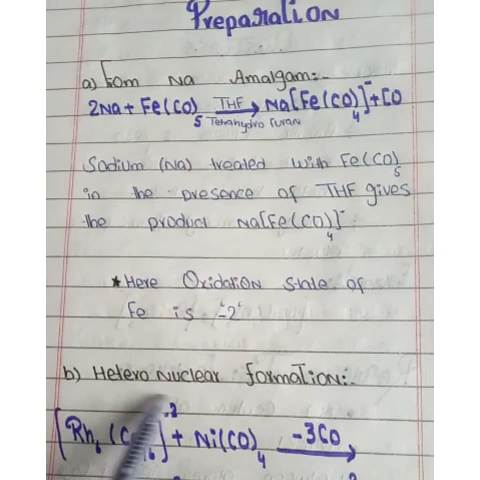 Preparation
a) From Na Amalgam:-
2Na + Fe(CO)₅ THF → Na[Fe(CO)₄]⁻ + CO
Tetrahydro Furan
Sodium (Na) treated with Fe(CO)₅
in the presence of THF gives
the product Na[Fe(CO)₄]⁻
* Here Oxidation state of
Fe is '-2'
b) Hetero Nuclear formation:-
[Rh₆(C ]⁻² + Ni(CO)₄ -3CO →